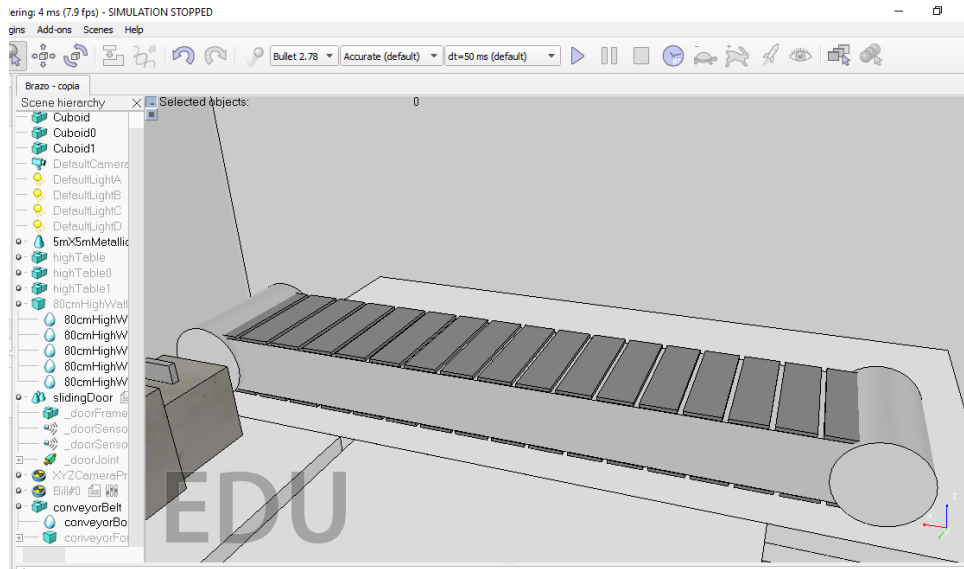 ering: 4 ms (7.9 fps) - SIMULATION STOPPED
gins Add-ons Scenes Help
Bullet 2.78 Accurate (default) dt=50 ms (default)
Brazo - copia
Scene hierarchy
Selected objects: 0
Cuboid
Cuboid0
Cuboid1
DefaultCamera
DefaultLightA
DefaultLightB
DefaultLightC
DefaultLightD
5mX5mMetallic
highTable
highTable0
highTable1
80cmHighWall
80cmHighW
80cmHighW
80cmHighW
80cmHighW
80cmHighW
slidingDoor
_doorFrame
_doorSenso
_doorSenso
_doorJoint
XYZCameraPr
Bill#0
conveyorBelt
conveyorBo
conveyorFor
EDU
z
x
y